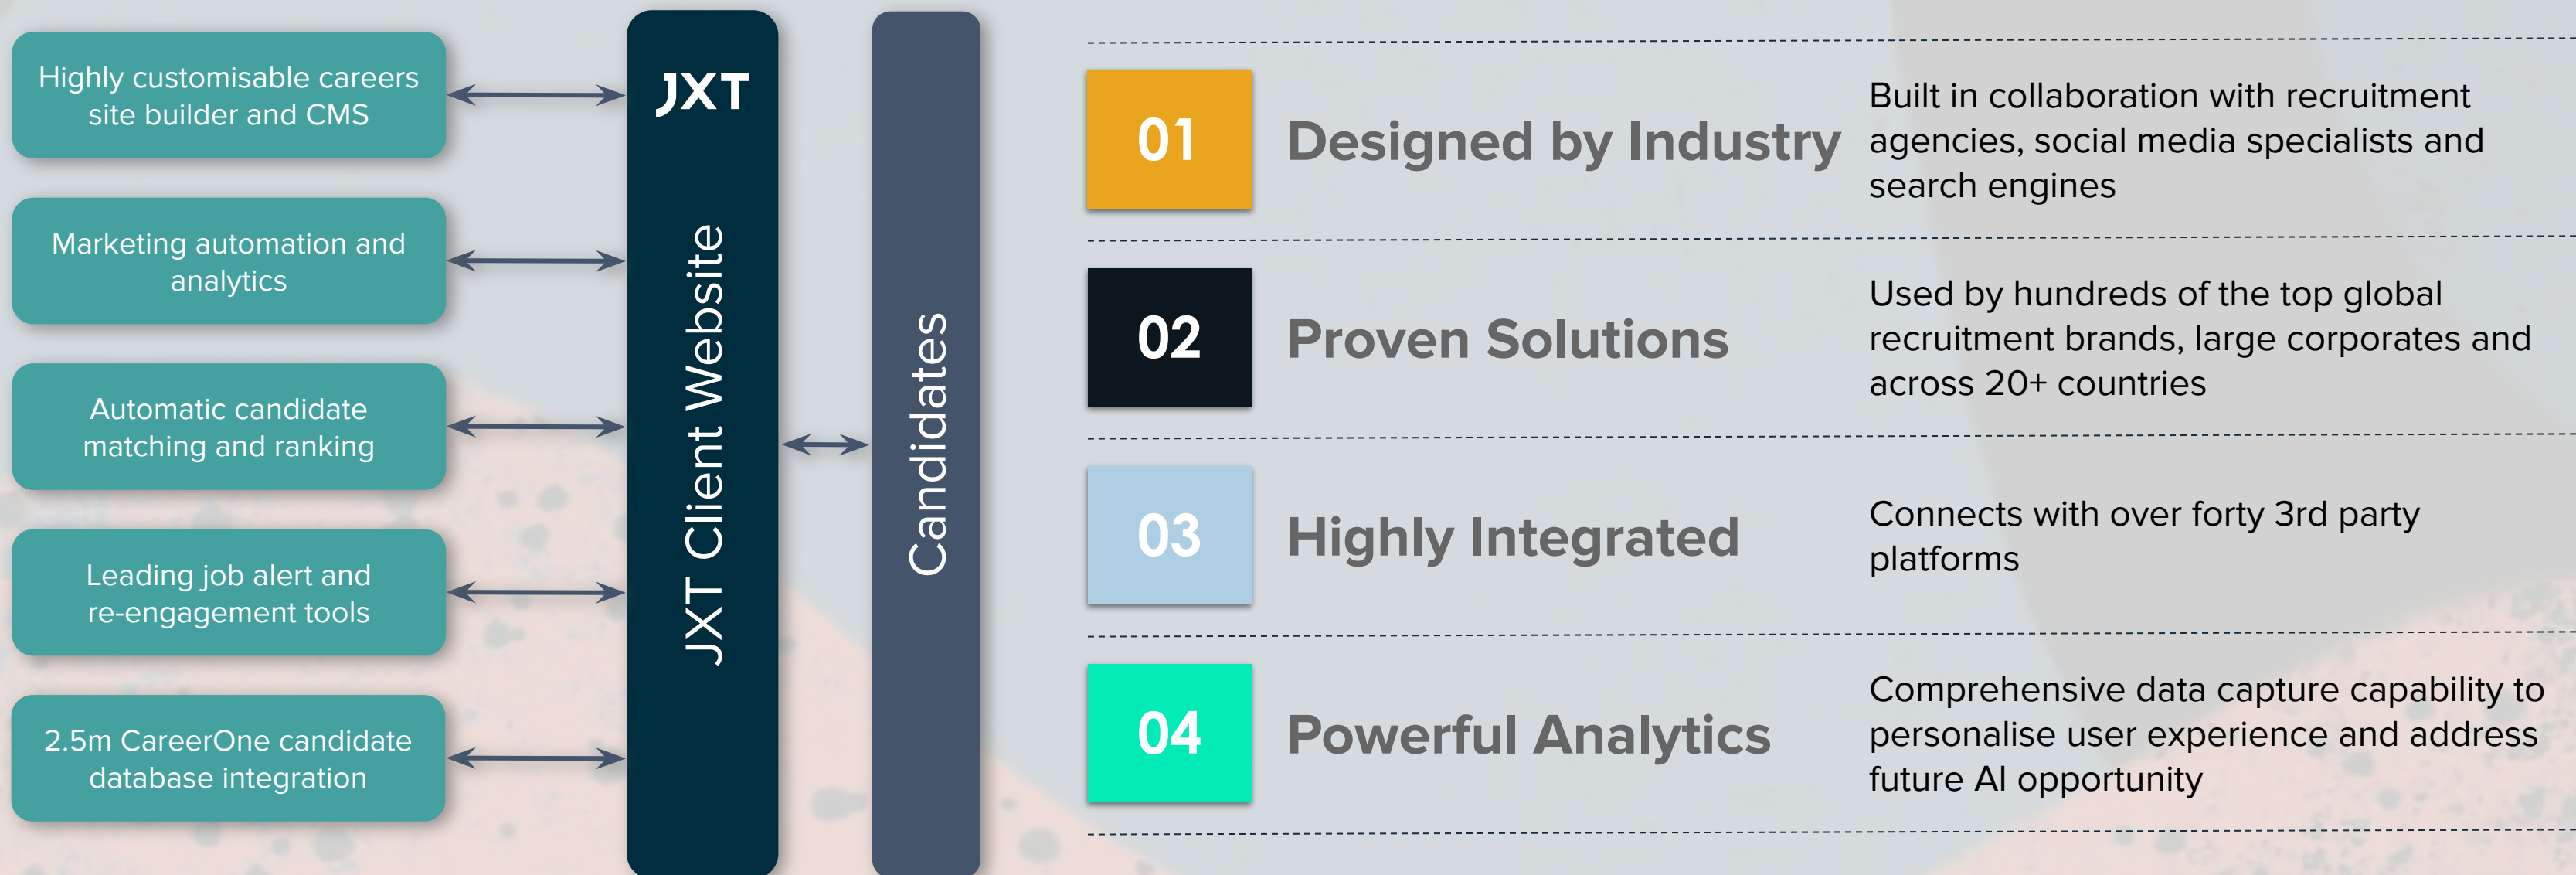 Highly customisable careers
site builder and CMS
Marketing automation and
analytics
Automatic candidate
matching and ranking
Leading job alert and
re-engagement tools
2.5m CareerOne candidate
database integration
JXT
JXT Client Website
Candidates
01
Designed by Industry
Built in collaboration with recruitment
agencies, social media specialists and
search engines
02
Proven Solutions
Used by hundreds of the top global
recruitment brands, large corporates and
across 20+ countries
03
Highly Integrated
Connects with over forty 3rd party
platforms
04
Powerful Analytics
Comprehensive data capture capability to
personalise user experience and address
future AI opportunity